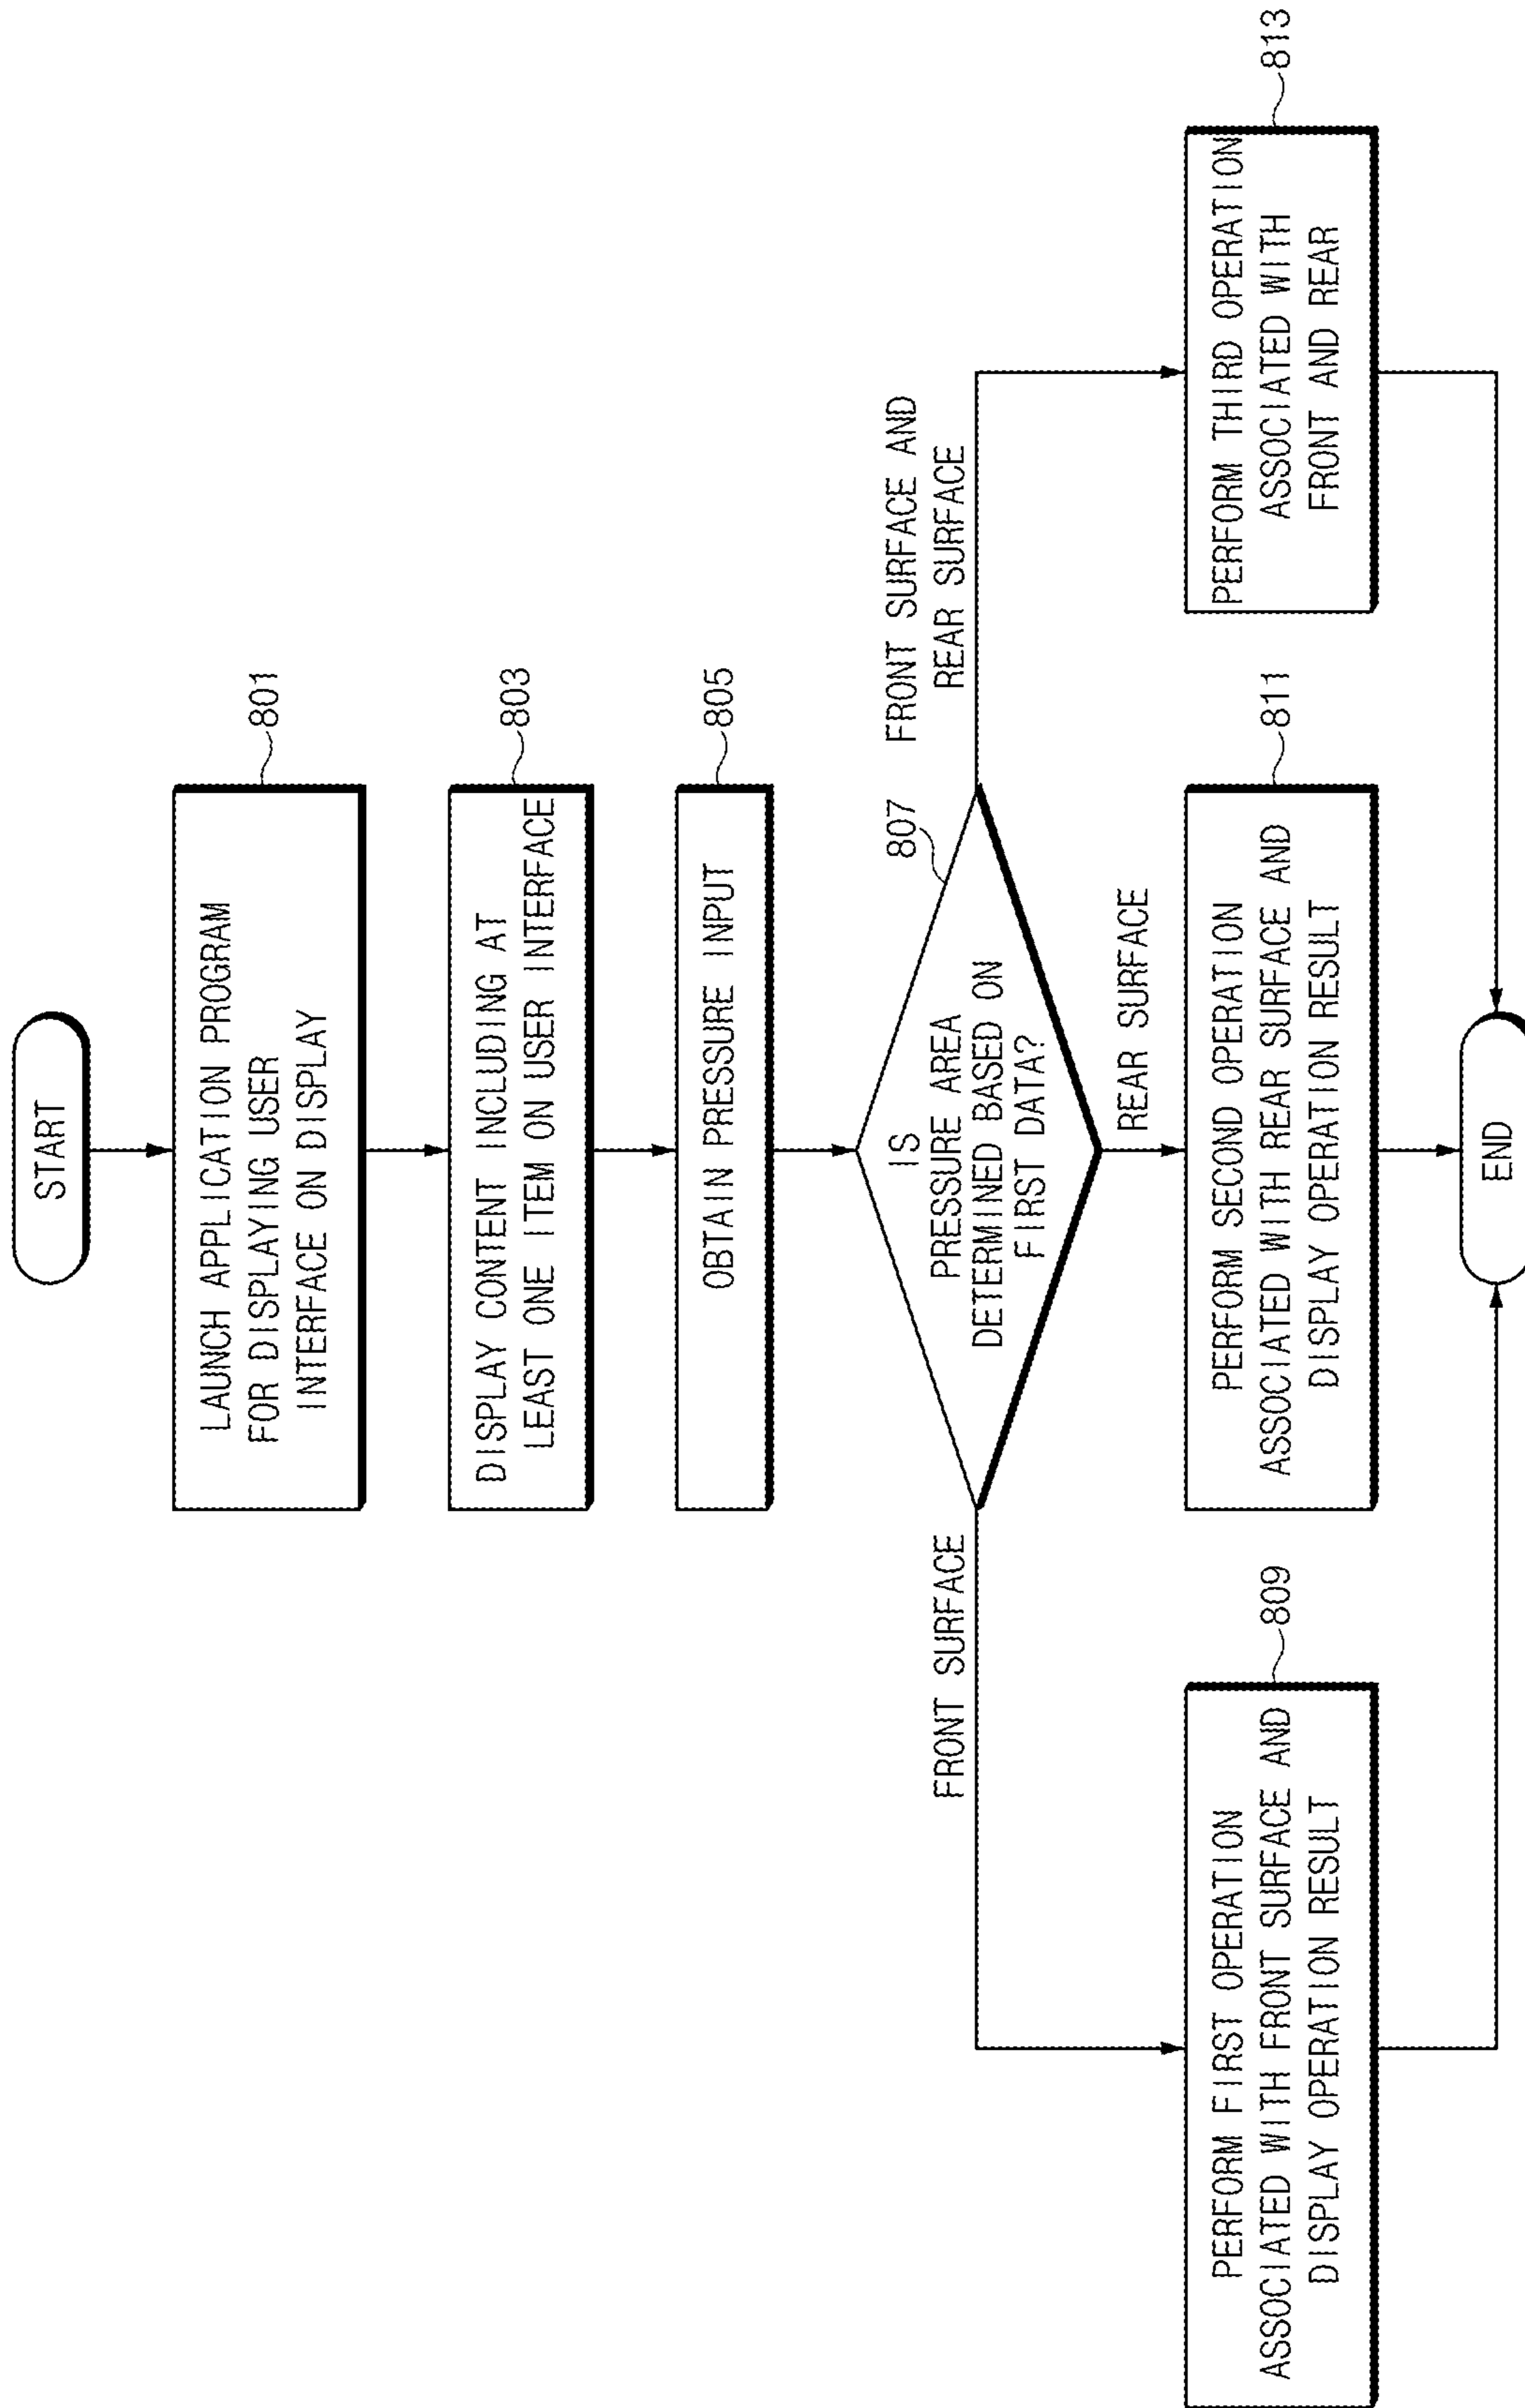 START
LAUNCH APPLICATION PROGRAM
FOR DISPLAYING USER
INTERFACE ON DISPLAY
801
DISPLAY CONTENT INCLUDING AT
LEAST ONE ITEM ON USER INTERFACE
803
OBTAIN PRESSURE INPUT
805
807
IS
PRESSURE AREA
DETERMINED BASED ON
FIRST DATA?
FRONT SURFACE
REAR SURFACE
FRONT SURFACE AND
REAR SURFACE
PERFORM FIRST OPERATION
ASSOCIATED WITH FRONT SURFACE AND
DISPLAY OPERATION RESULT
809
PERFORM SECOND OPERATION
ASSOCIATED WITH REAR SURFACE AND
DISPLAY OPERATION RESULT
811
PERFORM THIRD OPERATION
ASSOCIATED WITH
FRONT AND REAR
813
END